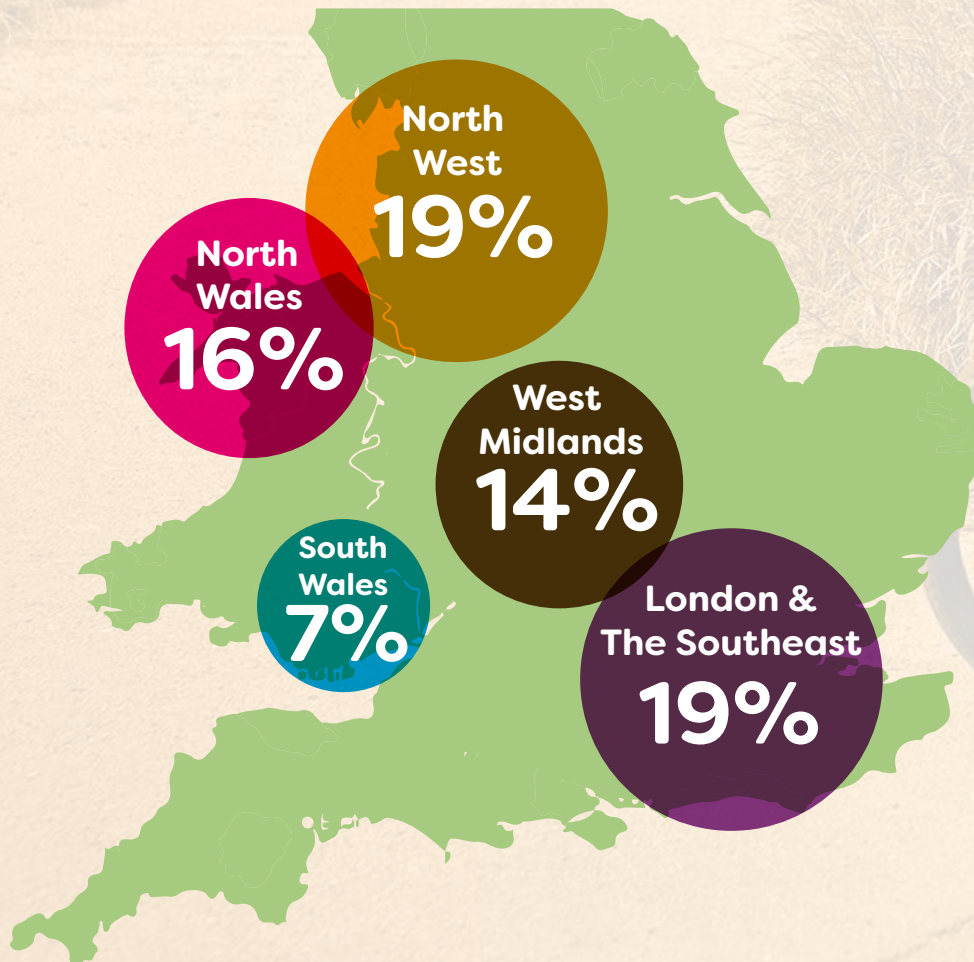 North
West
19%
North
Wales
16%
West
Midlands
14%
South
Wales
7%
London &
The Southeast
19%